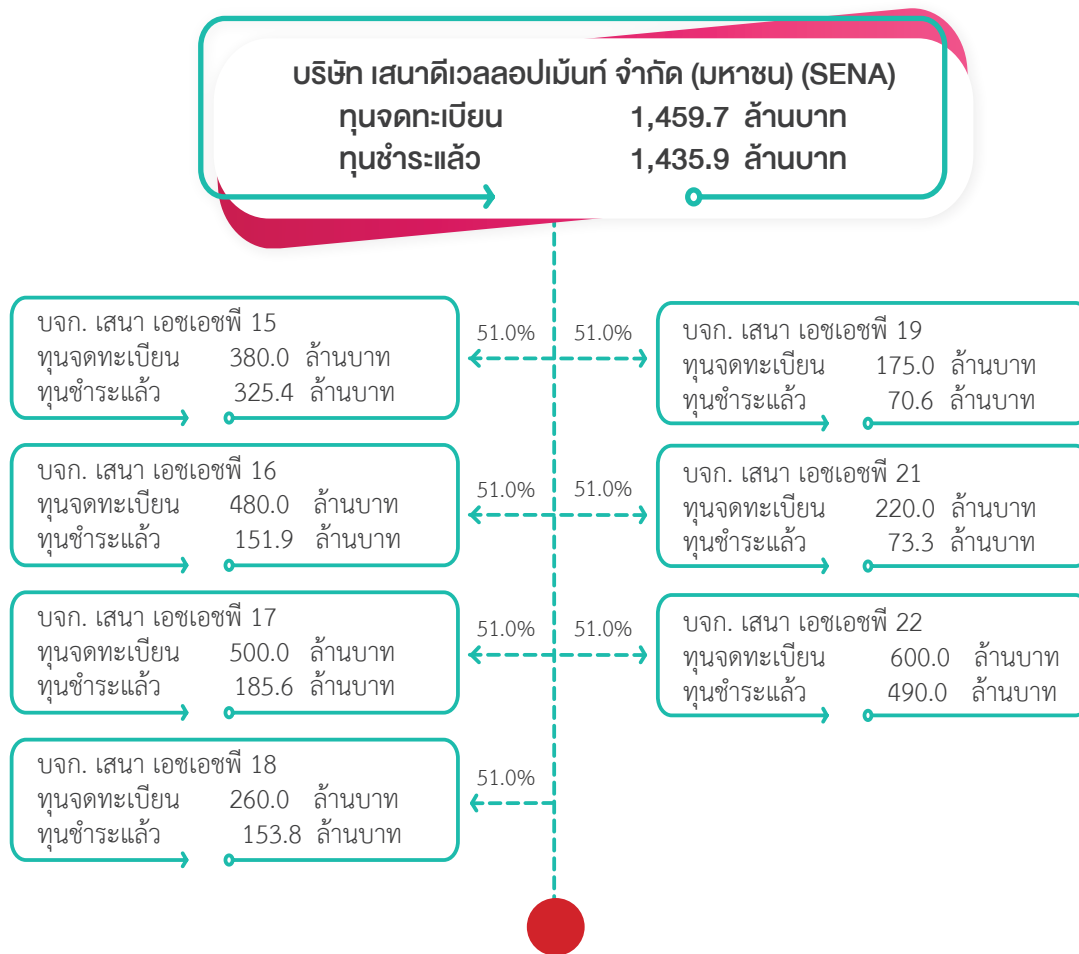 บริษัท เสนาดีเวลลอปเม้นท์ จำกัด (มหาชน) (SENA)
ทุนจดทะเบียน 1,459.7 ล้านบาท
ทุนชำระแล้ว 1,435.9 ล้านบาท
บจก. เสนา เอชเอชพี 15
ทุนจดทะเบียน 380.0 ล้านบาท
ทุนชำระแล้ว 325.4 ล้านบาท
51.0% 51.0%
บจก. เสนา เอชเอชพี 19
ทุนจดทะเบียน 175.0 ล้านบาท
ทุนชำระแล้ว 70.6 ล้านบาท
บจก. เสนา เอชเอชพี 16
ทุนจดทะเบียน 480.0 ล้านบาท
ทุนชำระแล้ว 151.9 ล้านบาท
51.0% 51.0%
บจก. เสนา เอชเอชพี 21
ทุนจดทะเบียน 220.0 ล้านบาท
ทุนชำระแล้ว 73.3 ล้านบาท
บจก. เสนา เอชเอชพี 17
ทุนจดทะเบียน 500.0 ล้านบาท
ทุนชำระแล้ว 185.6 ล้านบาท
51.0% 51.0%
บจก. เสนา เอชเอชพี 22
ทุนจดทะเบียน 600.0 ล้านบาท
ทุนชำระแล้ว 490.0 ล้านบาท
บจก. เสนา เอชเอชพี 18
ทุนจดทะเบียน 260.0 ล้านบาท
ทุนชำระแล้ว 153.8 ล้านบาท
51.0%